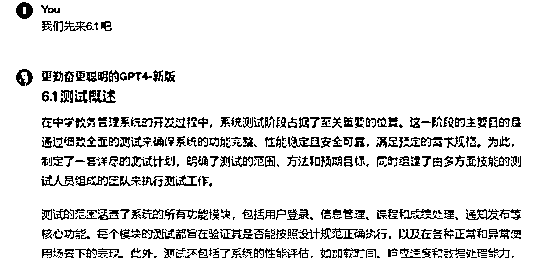 You
我们先来6.1吧
更勤奋更聪明的GPT4-新版
6.1 测试概述
在中学教务管理系统的开发过程中，系统测试阶段占据了至关重要的位置。这一阶段的主要目的是
通过细致全面的测试来确保系统的功能完整、性能稳定且安全可靠，满足预定的需求规格。为此，
制定了一套详尽的测试计划，明确了测试的范围、方法和预期目标，同时组建了由多方面技能的测
试人员组成的团队来执行测试工作。
测试的范围涵盖了系统的所有功能模块，包括用户登录、信息管理、课程和成绩处理、通知发布等
核心功能。每个模块的测试都旨在验证其是否能按照设计规范正确执行，以及在各种正常和异常使
用场景下的表现。此外，测试还包括了系统的性能评估，如加载时间、响应速度和数据处理能力，